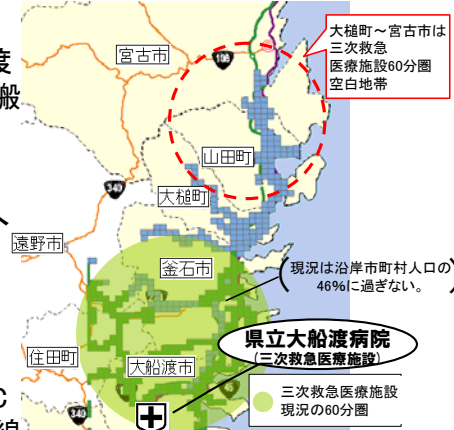 度
般
宮古市
106
大槌町～宮古市は
三次救急
医療施設60分圏
空白地帯
山田町
340
大槌町
遠野市
釜石市
現況は沿岸市町村人口の
46%に過ぎない。
県立大船渡病院
(三次救急医療施設)
住田町
大船渡市
三次救急医療施設
現況の60分圏
340
C
線